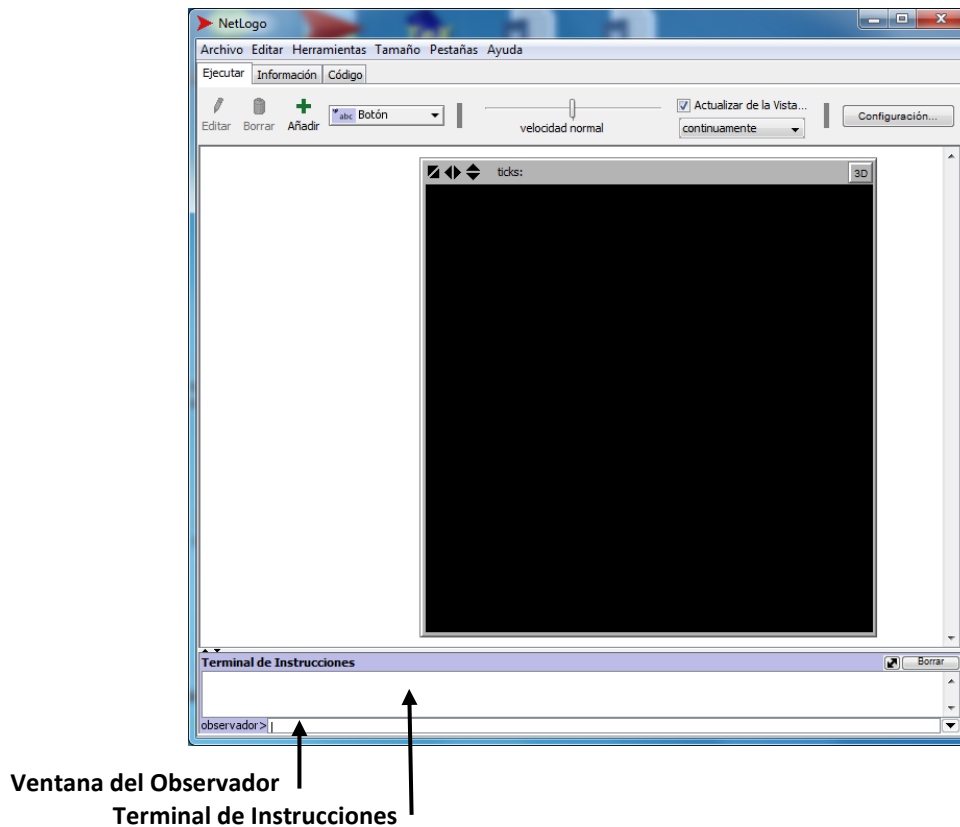 NetLogo
Archivo Editar Herramientas Tamaño Pestañas Ayuda
Ejecutar Información Código
Editar Borrar Añadir abc Botón velocidad normal Actualizar de la Vista... continuamente Configuración...
ticks: 3D
Terminal de Instrucciones Borrar
observador>
Ventana del Observador
Terminal de Instrucciones